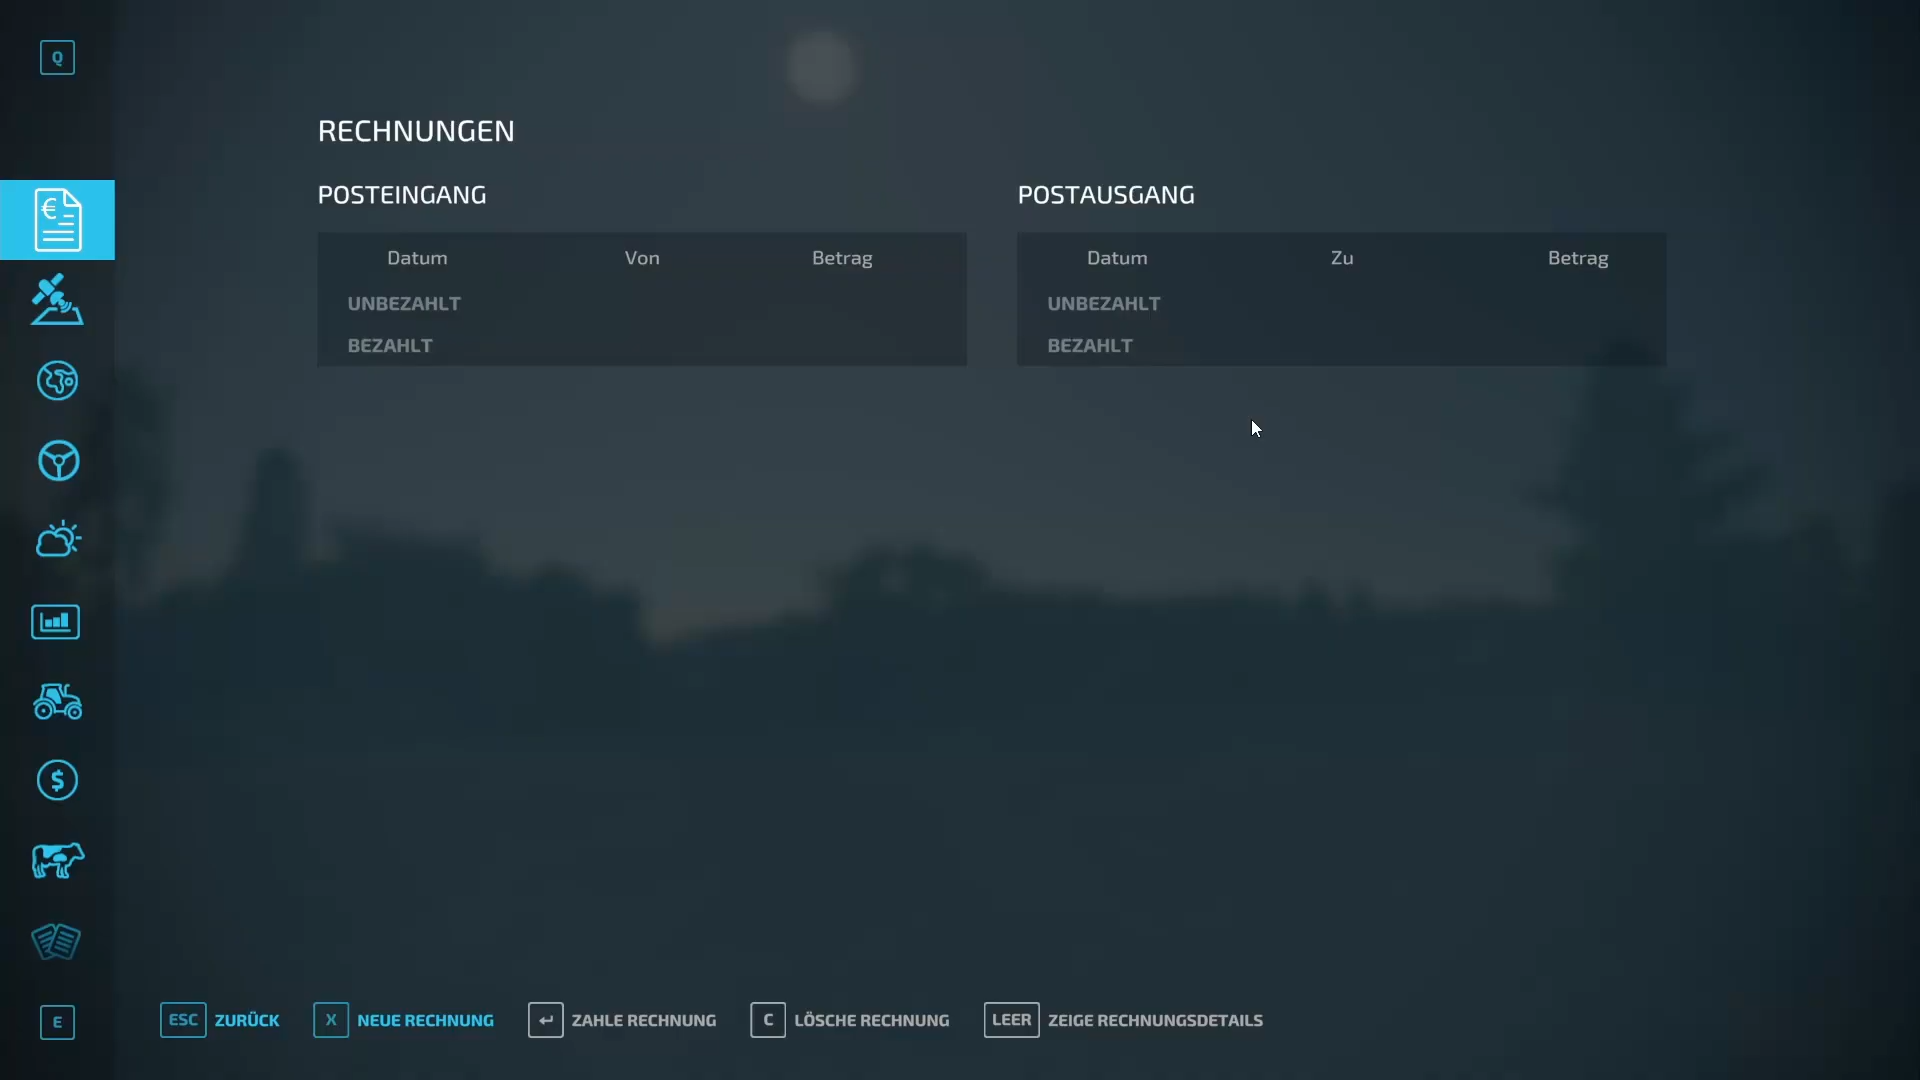 Q
RECHNUNGEN
POSTEINGANG
Datum Von Betrag
UNBEZAHLT
BEZAHLT
POSTAUSGANG
Datum Zu Betrag
UNBEZAHLT
BEZAHLT
E
ESC ZURÜCK X NEUE RECHNUNG ↵ ZAHLE RECHNUNG C LÖSCHE RECHNUNG LEER ZEIGE RECHNUNGSDETAILS